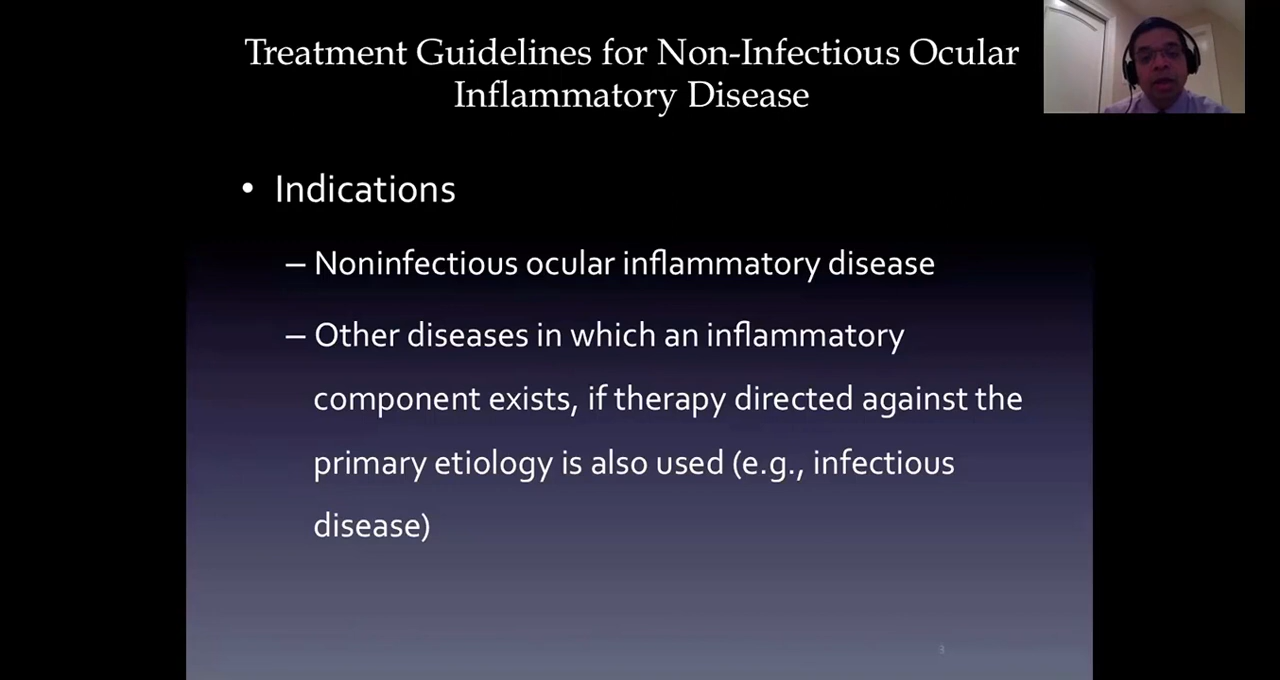 Treatment Guidelines for Non-Infectious Ocular
Inflammatory Disease
• Indications
– Noninfectious ocular inflammatory disease
– Other diseases in which an inflammatory
component exists, if therapy directed against the
primary etiology is also used (e.g., infectious
disease)